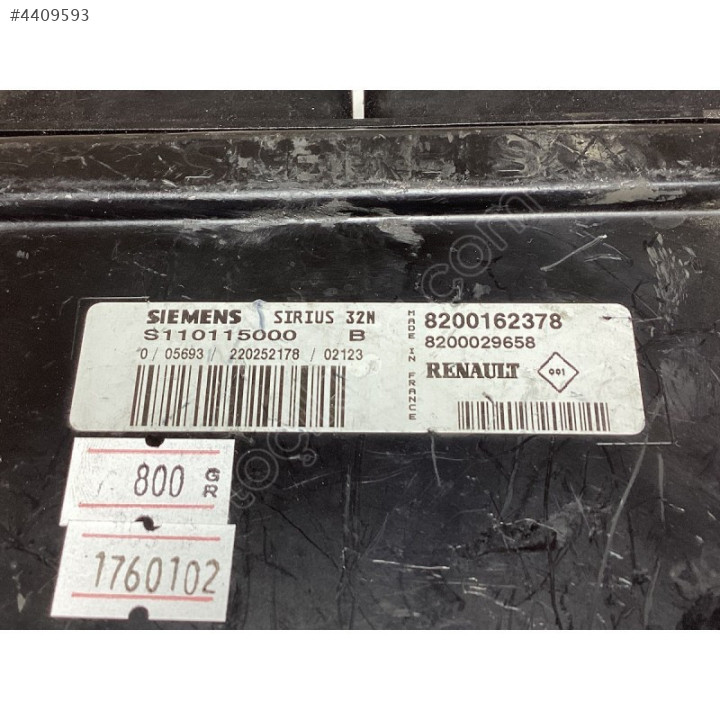 #4409593
SIEMENS
SIEMENS SIRIUS 32N
S110115000 B
0 / 05693 / 220252178 / 02123
MADE IN FRANCE
8200162378
8200029658
RENAULT 001
800 GR
1760102